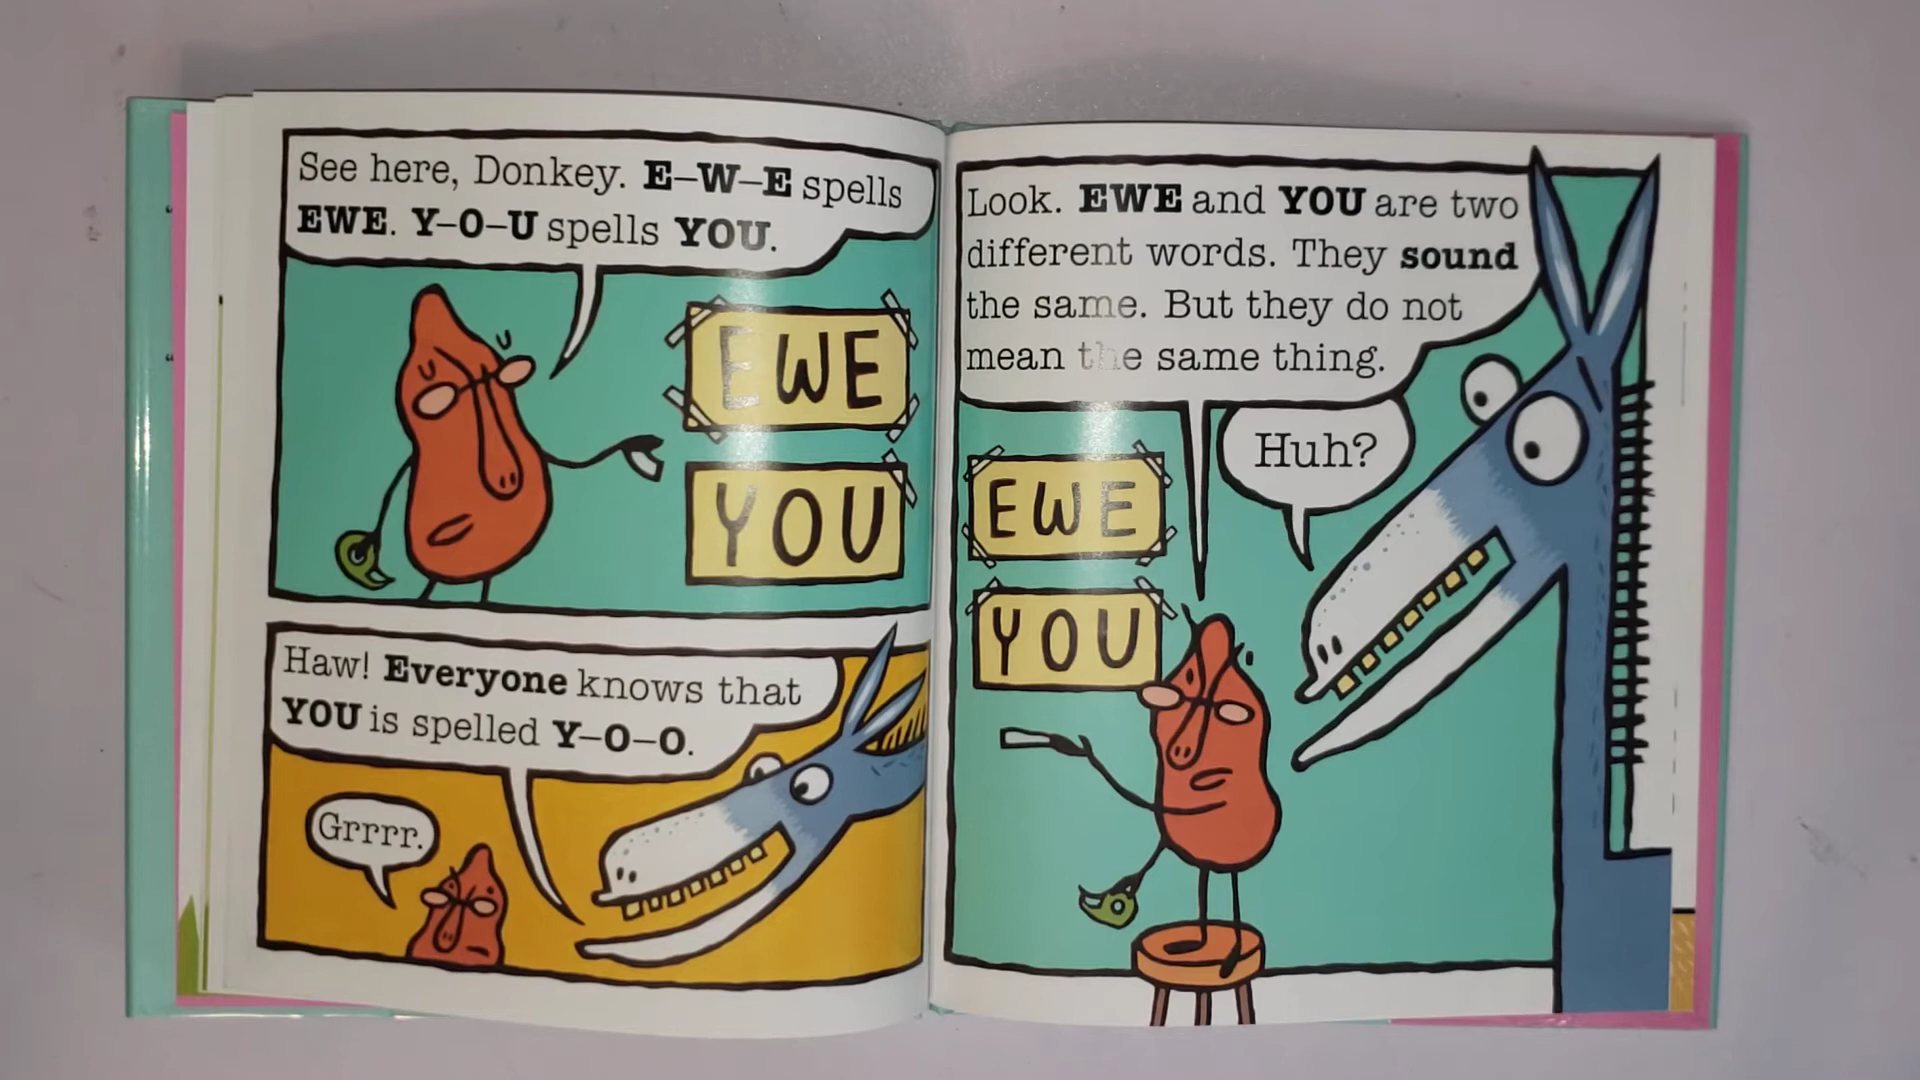 See here, Donkey. E–W–E spells
EWE. Y–O–U spells YOU.
EWE
YOU
Haw! Everyone knows that
YOU is spelled Y–O–O.
Grrrr.
Look. EWE and YOU are two
different words. They sound
the same. But they do not
mean the same thing.
Huh?
EWE
YOU